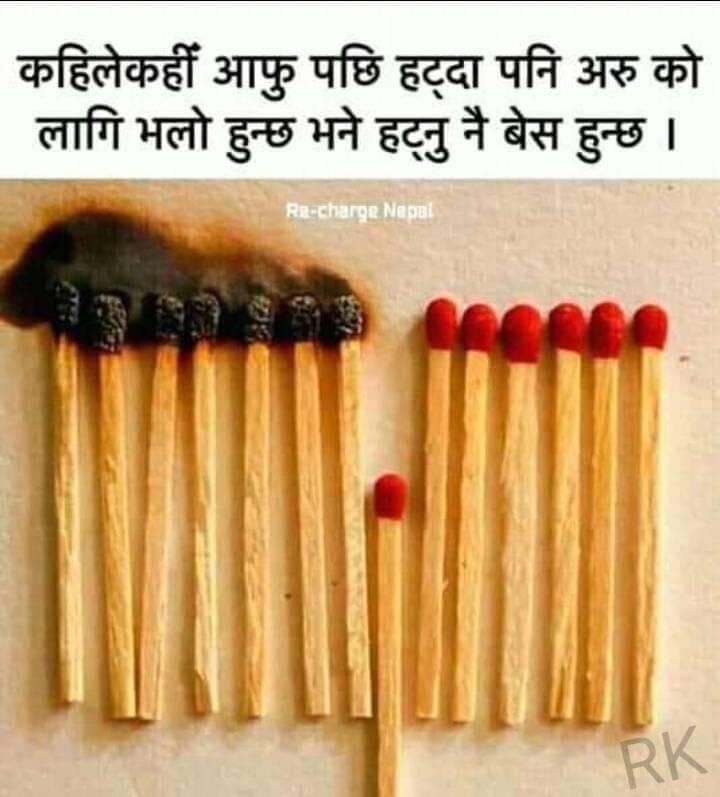 कहिलेकहीं आफु पछि हट्दा पनि अरु को
लागि भलो हुन्छ भने हट्नु नै बेस हुन्छ ।
Re-charge Nepal
RK